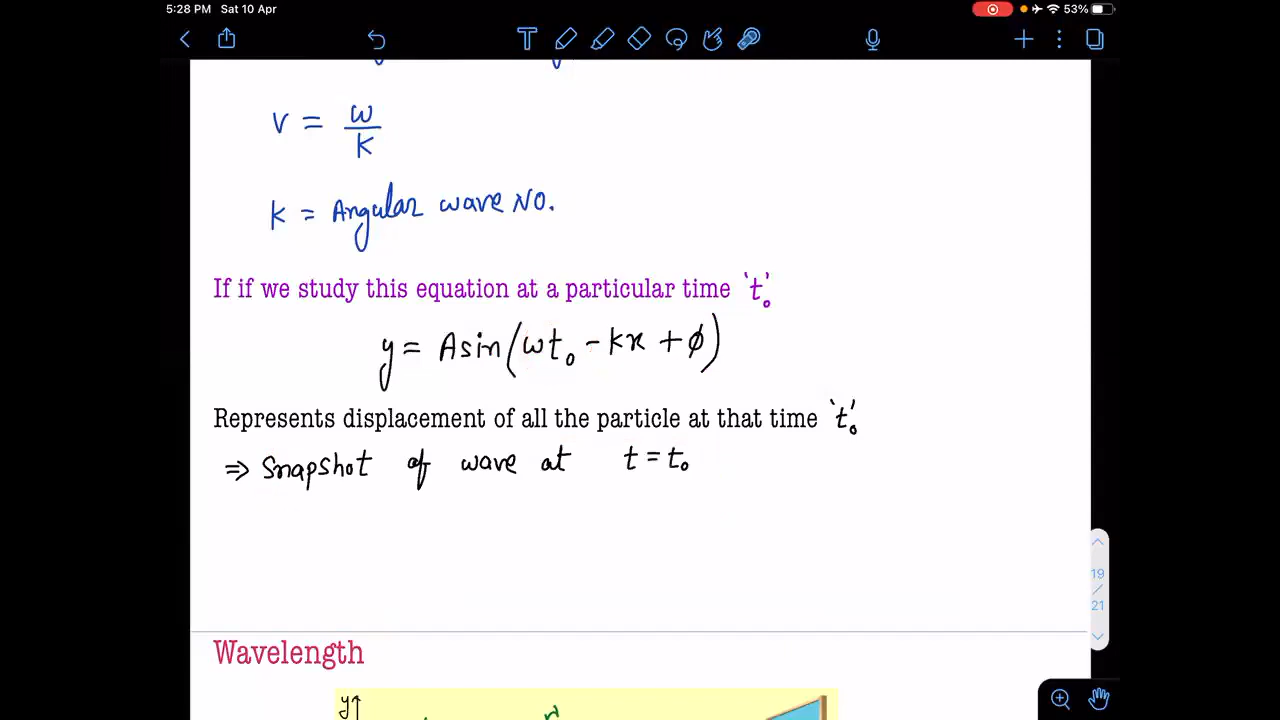 5:28 PM Sat 10 Apr 53%
v = ω/k
k = Angular wave No.
If if we study this equation at a particular time 't₀'
y = A sin(ωt₀ - kx + ϕ)
Represents displacement of all the particle at that time 't₀'
⇒ Snapshot of wave at t = t₀
19
/
21
Wavelength
y↑